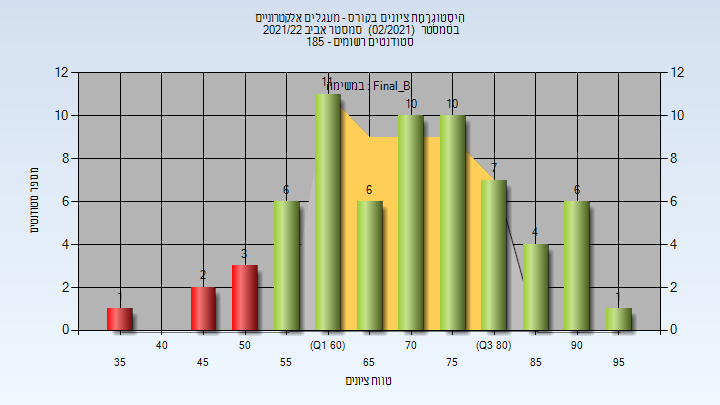 היסטוגרמת ציונים בקורס - מעגלים אלקטרוניים
בסמסטר (02/2021) סמסטר אביב 2021/22
סטודנטים רשומים - 185
במשימה : Final_B
מספר סטודנטים
12 12
10 10
8 8
6 6
4 4
2 2
0 0
1 2 3 6 11 6 10 10 7 4 6 1
40 50 (Q1 60) 70 (Q3 80) 90
35 45 55 65 75 85 95
טווח ציונים